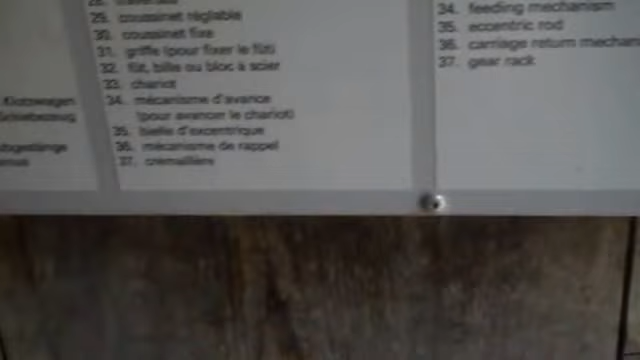 Klotzwagen
29. coussinet réglable
30. coussinet fixe
31. griffe (pour fixer le fût)
32. fût, bille ou bloc à scier
33. chariot
34. mécanisme d'avance
(pour avancer le chariot)
35. bielle d'excentrique
36. mécanisme de rappel
37. crémaillère
34. feeding mechanism
35. eccentric rod
36. carriage return mechan
37. gear rack